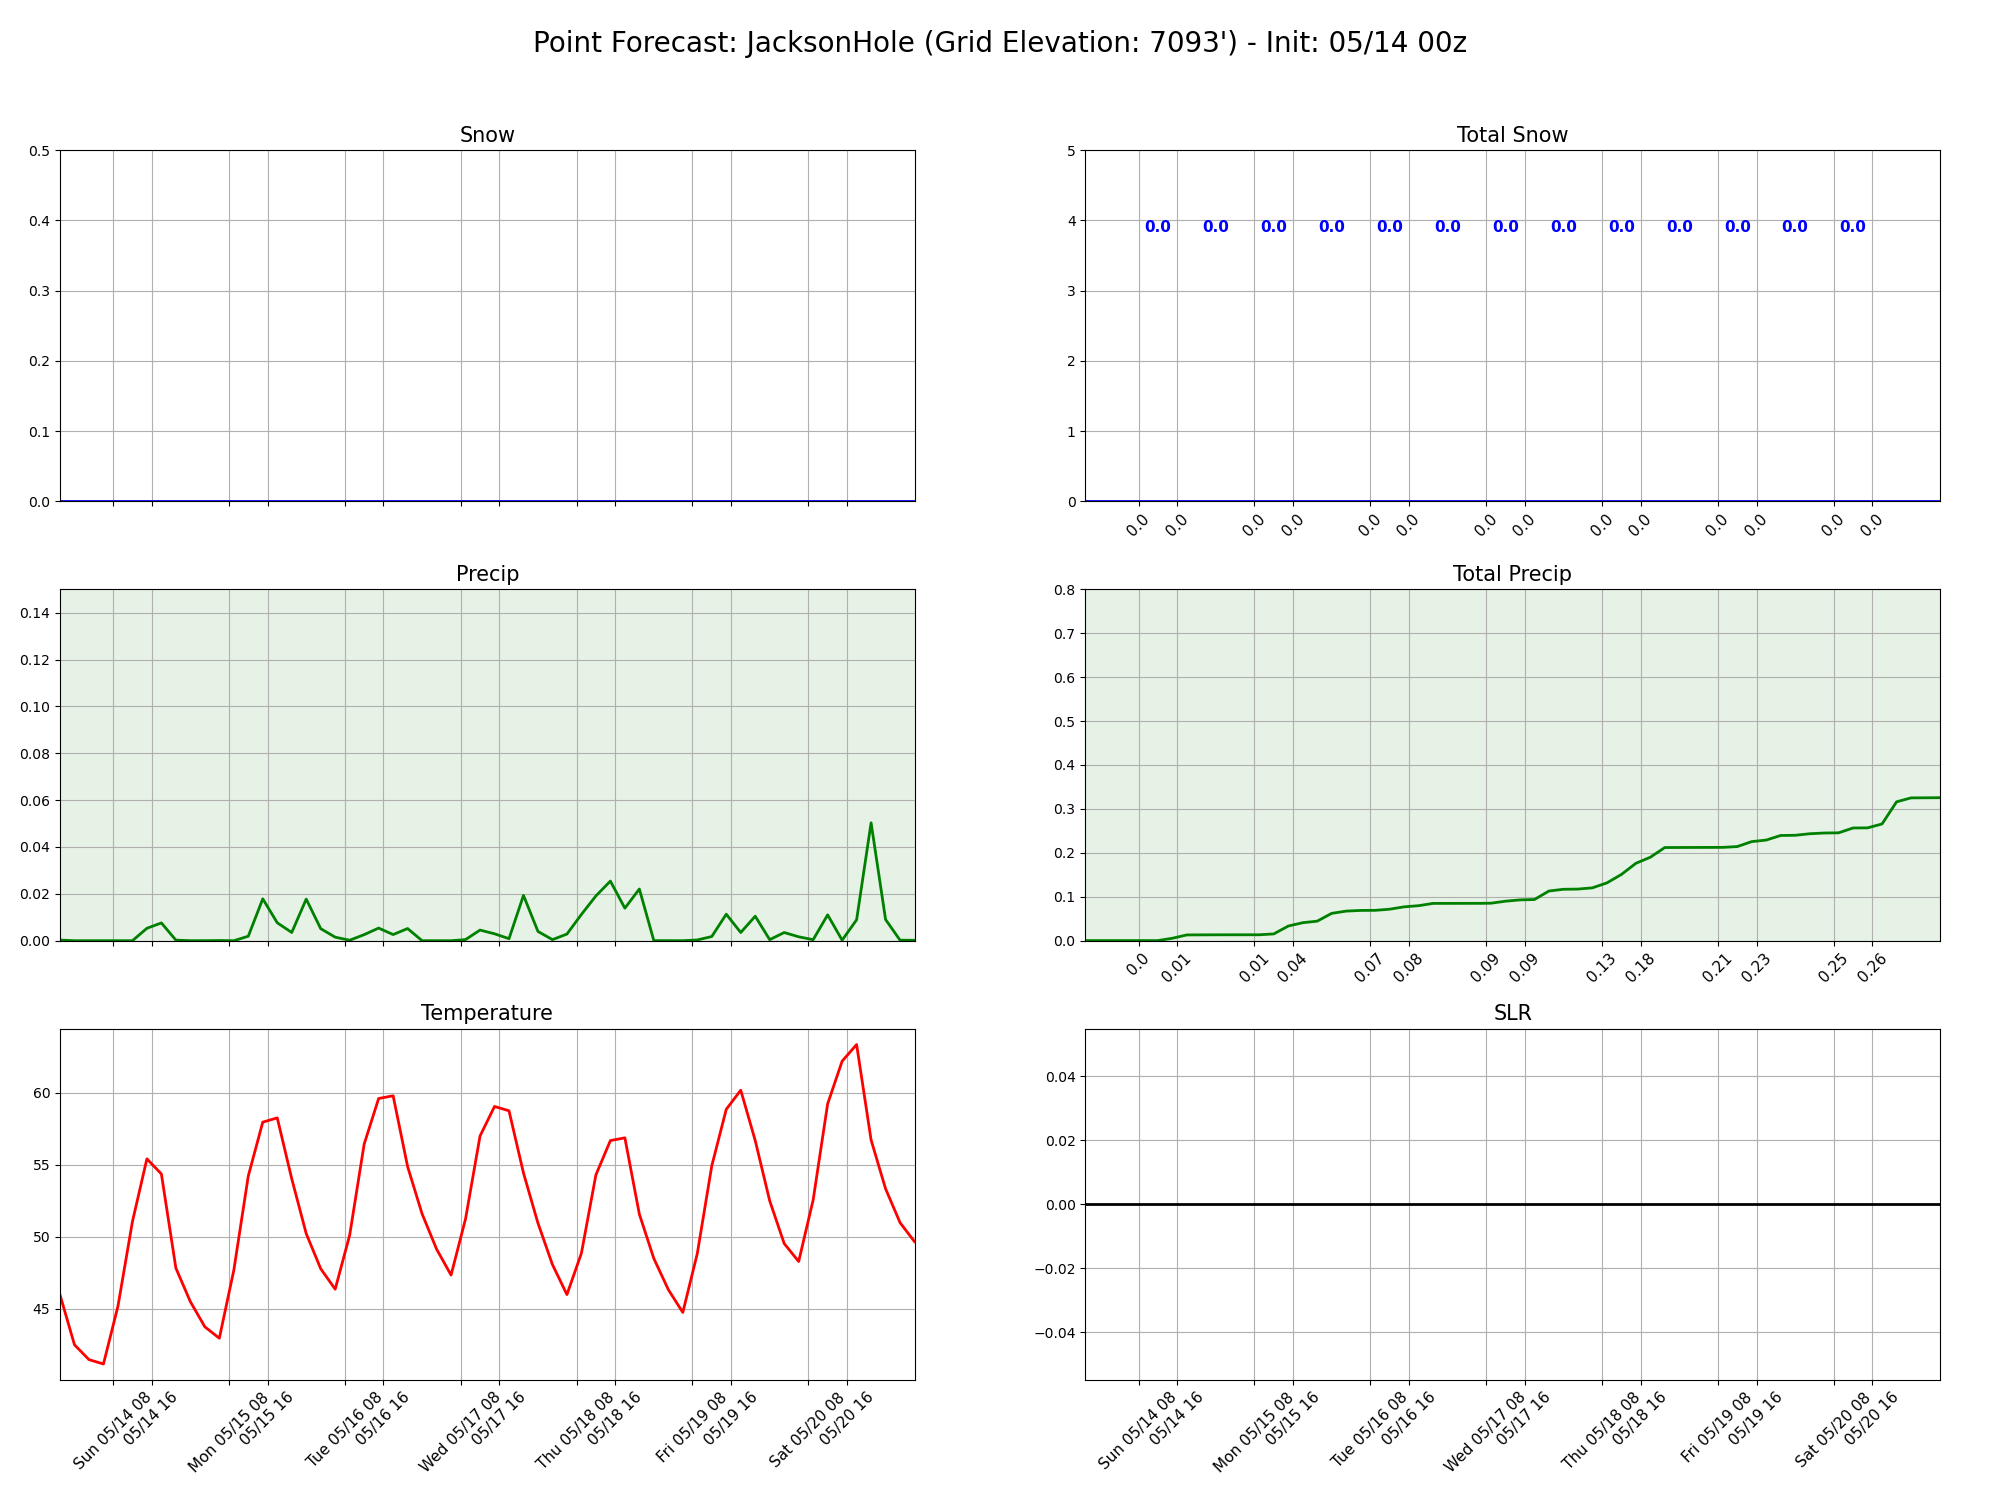 Point Forecast: JacksonHole (Grid Elevation: 7093') - Init: 05/14 00z
Snow
0.5
0.4
0.3
0.2
0.1
0.0
Total Snow
5
4
3
2
1
0
0.0 0.0 0.0 0.0 0.0 0.0 0.0 0.0 0.0 0.0 0.0 0.0 0.0
0.0 0.0 0.0 0.0 0.0 0.0 0.0 0.0 0.0 0.0 0.0 0.0 0.0 0.0
Precip
0.14
0.12
0.10
0.08
0.06
0.04
0.02
0.00
Total Precip
0.8
0.7
0.6
0.5
0.4
0.3
0.2
0.1
0.0
0.0 0.01 0.01 0.04 0.07 0.08 0.09 0.09 0.13 0.18 0.21 0.23 0.25 0.26
Temperature
60
55
50
45
Sun 05/14 08
05/14 16
Mon 05/15 08
05/15 16
Tue 05/16 08
05/16 16
Wed 05/17 08
05/17 16
Thu 05/18 08
05/18 16
Fri 05/19 08
05/19 16
Sat 05/20 08
05/20 16
SLR
0.04
0.02
0.00
−0.02
−0.04
Sun 05/14 08
05/14 16
Mon 05/15 08
05/15 16
Tue 05/16 08
05/16 16
Wed 05/17 08
05/17 16
Thu 05/18 08
05/18 16
Fri 05/19 08
05/19 16
Sat 05/20 08
05/20 16